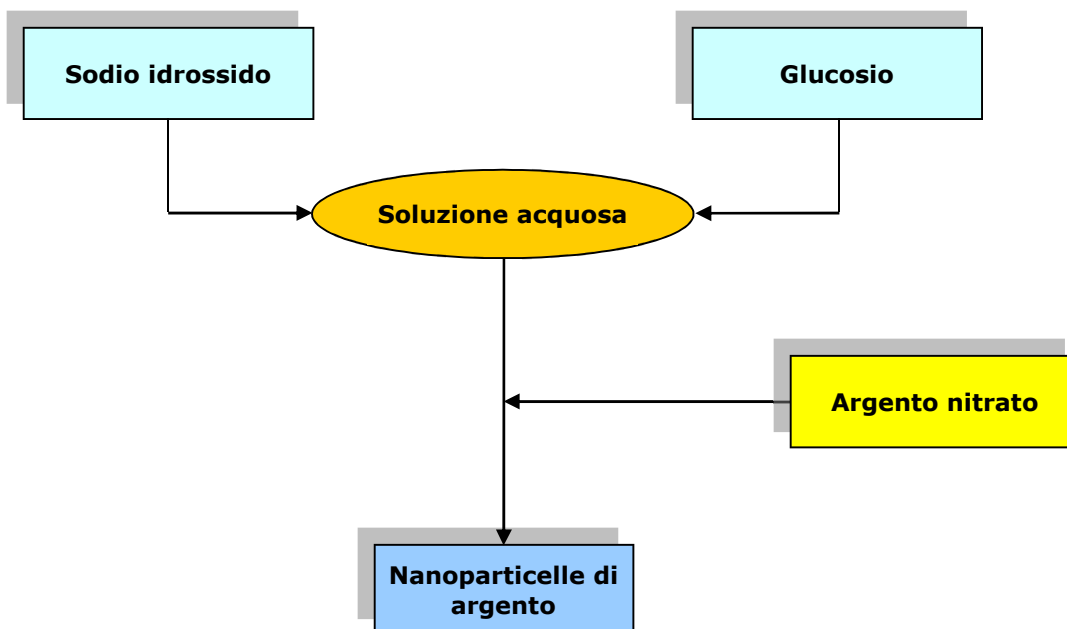 Sodio idrossido
Glucosio
Soluzione acquosa
Argento nitrato
Nanoparticelle di
argento